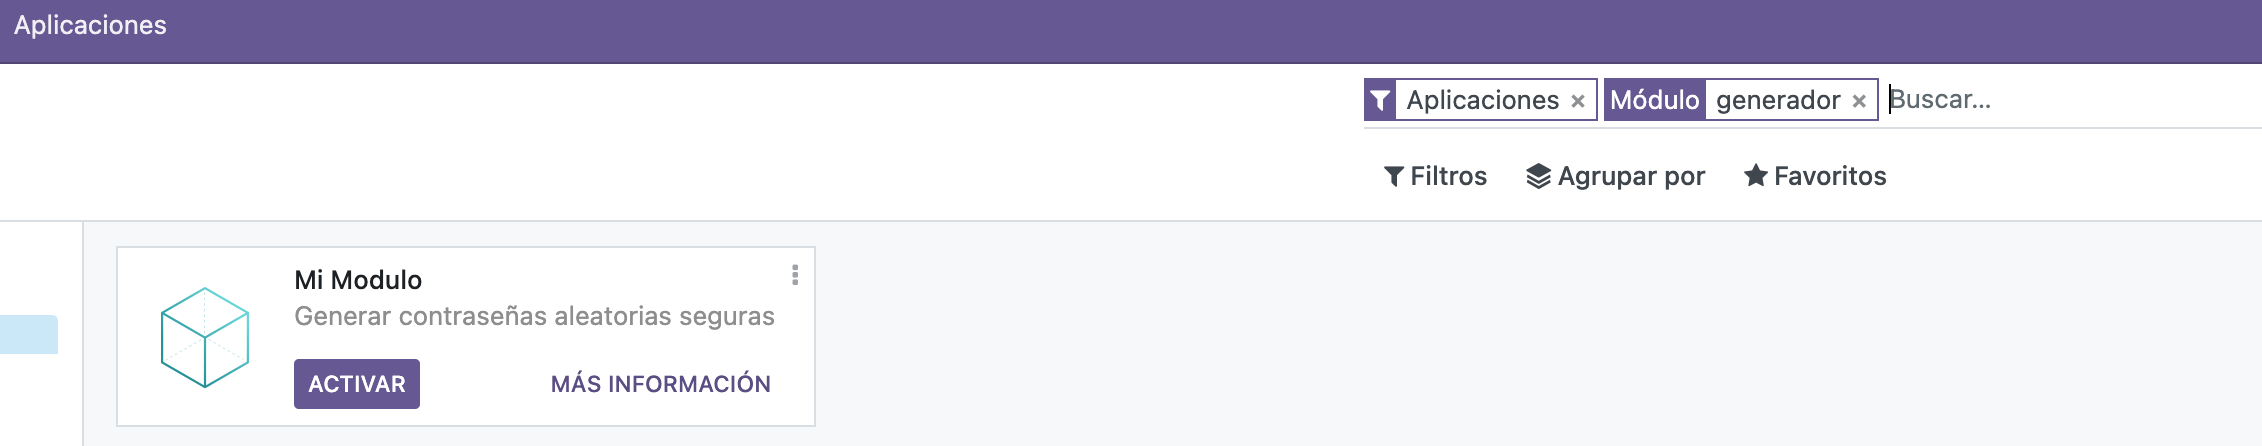 Aplicaciones
Aplicaciones × Módulo generador × Buscar...
Filtros Agrupar por Favoritos
Mi Modulo
Generar contraseñas aleatorias seguras
ACTIVAR MÁS INFORMACIÓN